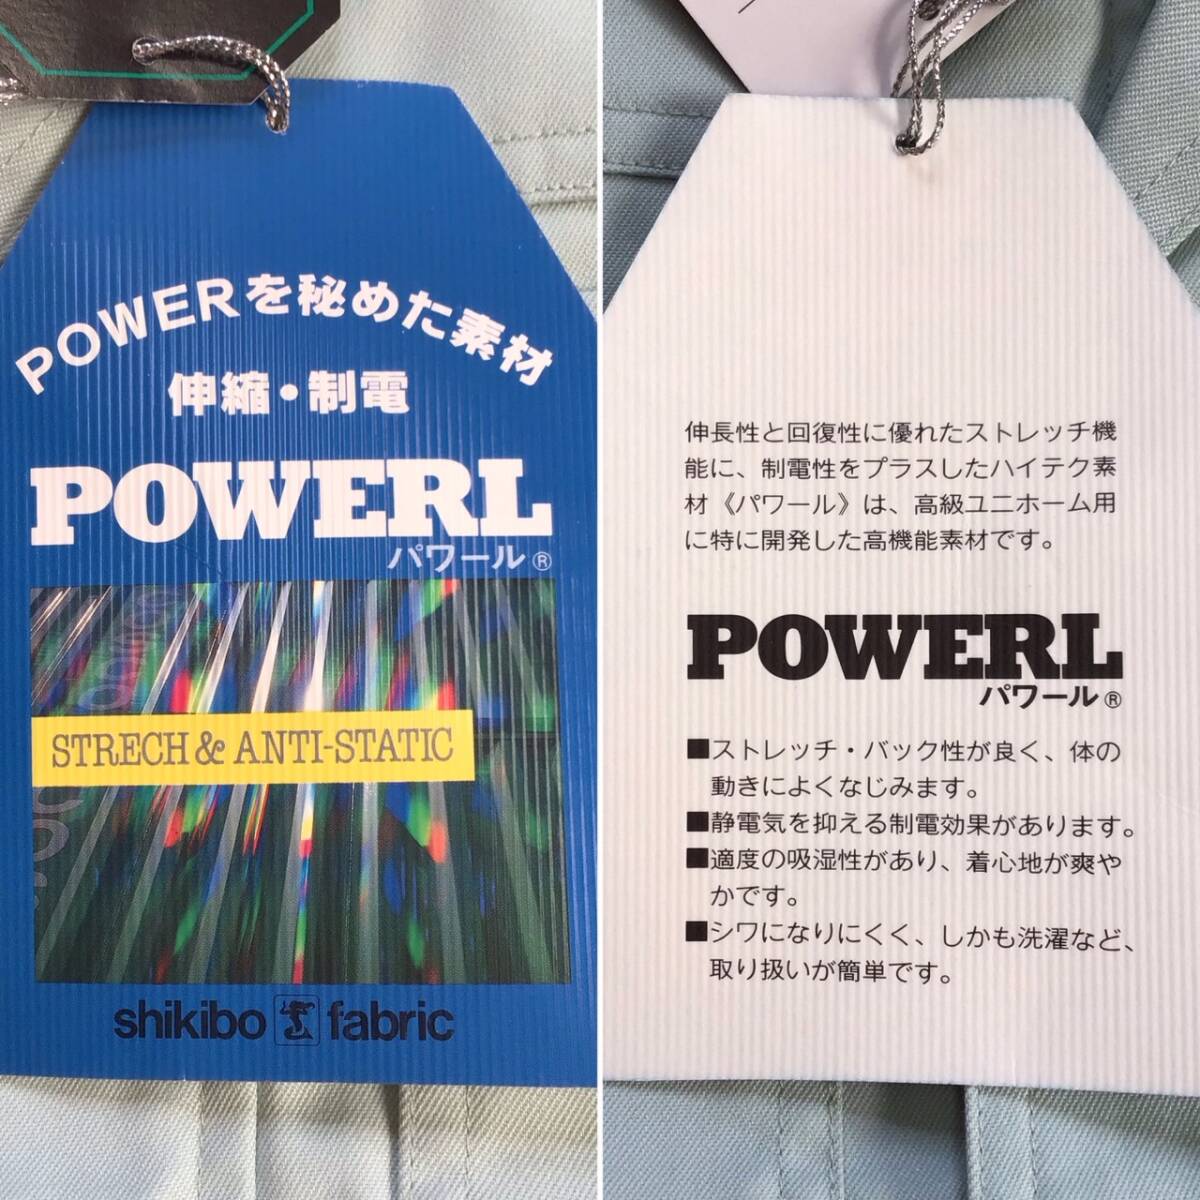 POWERを秘めた素材
伸縮・制電
POWERL
パワール®
STRECH & ANTI-STATIC
shikibo fabric
伸長性と回復性に優れたストレッチ機
能に、制電性をプラスしたハイテク素
材《パワール》は、高級ユニホーム用
に特に開発した高機能素材です。
POWERL
パワール®
■ストレッチ・バック性が良く、体の
動きによくなじみます。
■静電気を抑える制電効果があります。
■適度の吸湿性があり、着心地が爽や
かです。
■シワになりにくく、しかも洗濯など、
取り扱いが簡単です。